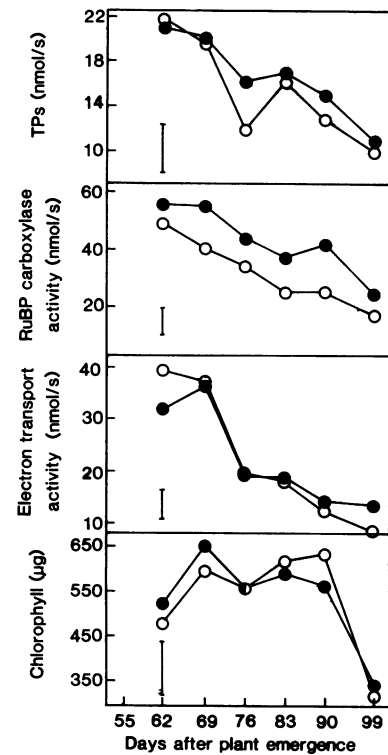 22
18
14
10
TPs (nmol/s)
60
40
20
RuBP carboxylase
activity (nmol/s)
40
30
20
10
Electron transport
activity (nmol/s)
650
550
350
Chlorophyll (µg)
55 62 69 76 83 90 99
Days after plant emergence